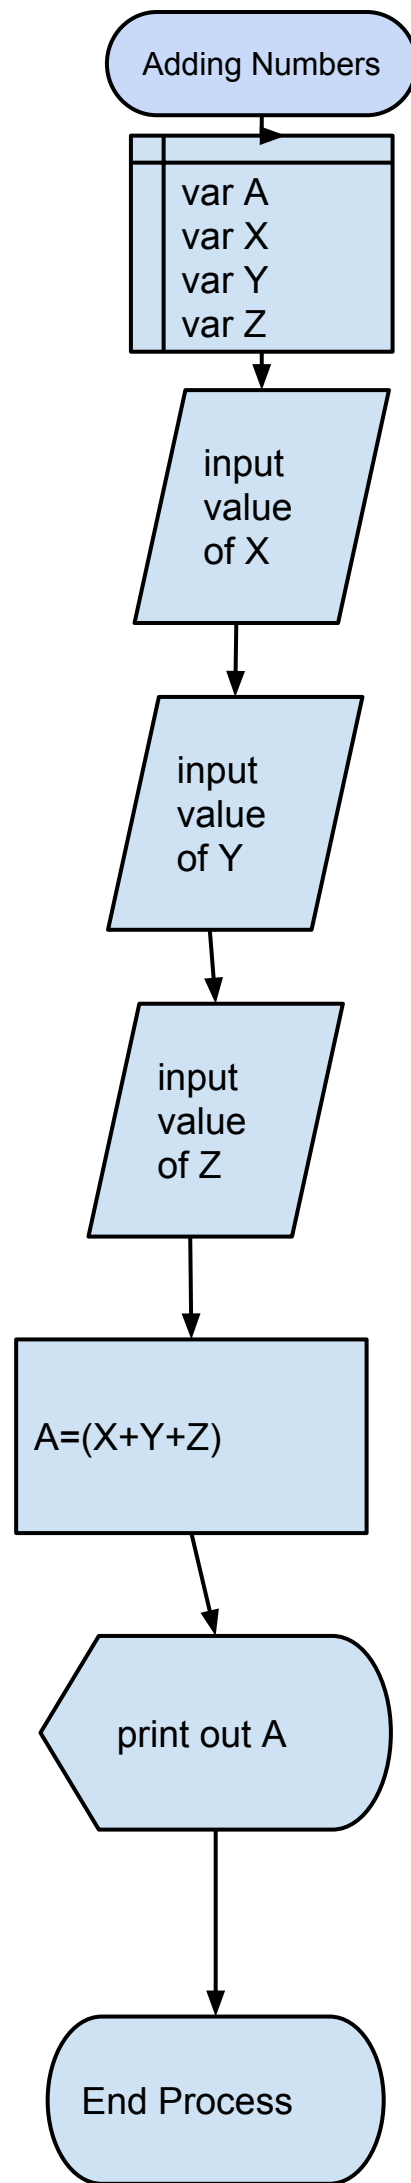 Adding Numbers
var A
var X
var Y
var Z
input
value
of X
input
value
of Y
input
value
of Z
A=(X+Y+Z)
print out A
End Process